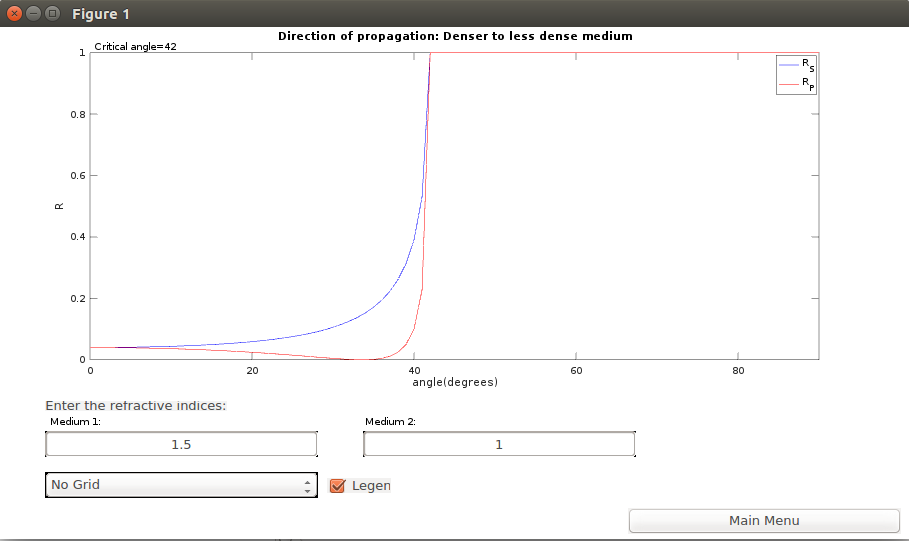 Figure 1
Direction of propagation: Denser to less dense medium
Critical angle=42
1
0.8
0.6
0.4
0.2
0
R
R_S
R_P
0 20 40 60 80
angle(degrees)
Enter the refractive indices:
Medium 1: Medium 2:
1.5 1
No Grid Legen
Main Menu